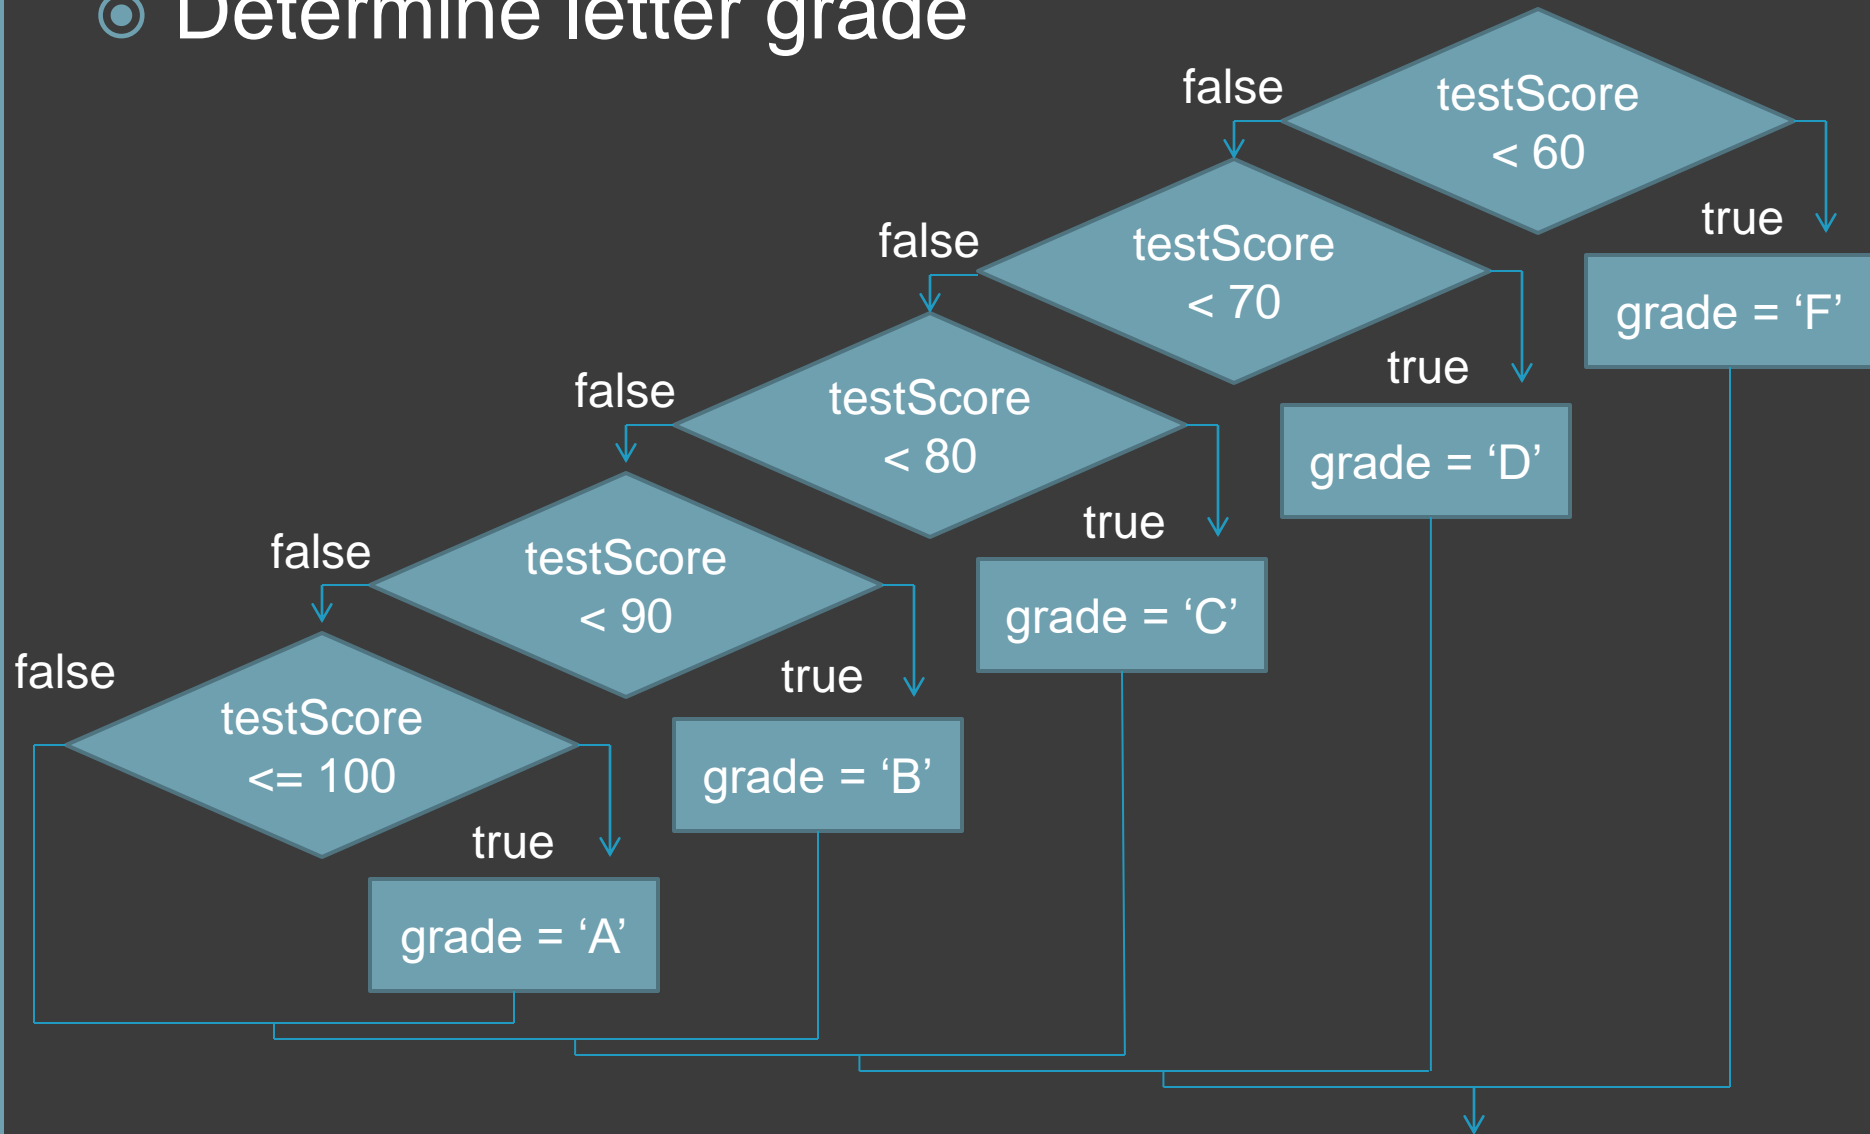 Determine letter grade
false
testScore
< 60
true
grade = ‘F’
false
testScore
< 70
true
grade = ‘D’
false
testScore
< 80
true
grade = ‘C’
false
testScore
< 90
true
grade = ‘B’
false
testScore
<= 100
true
grade = ‘A’